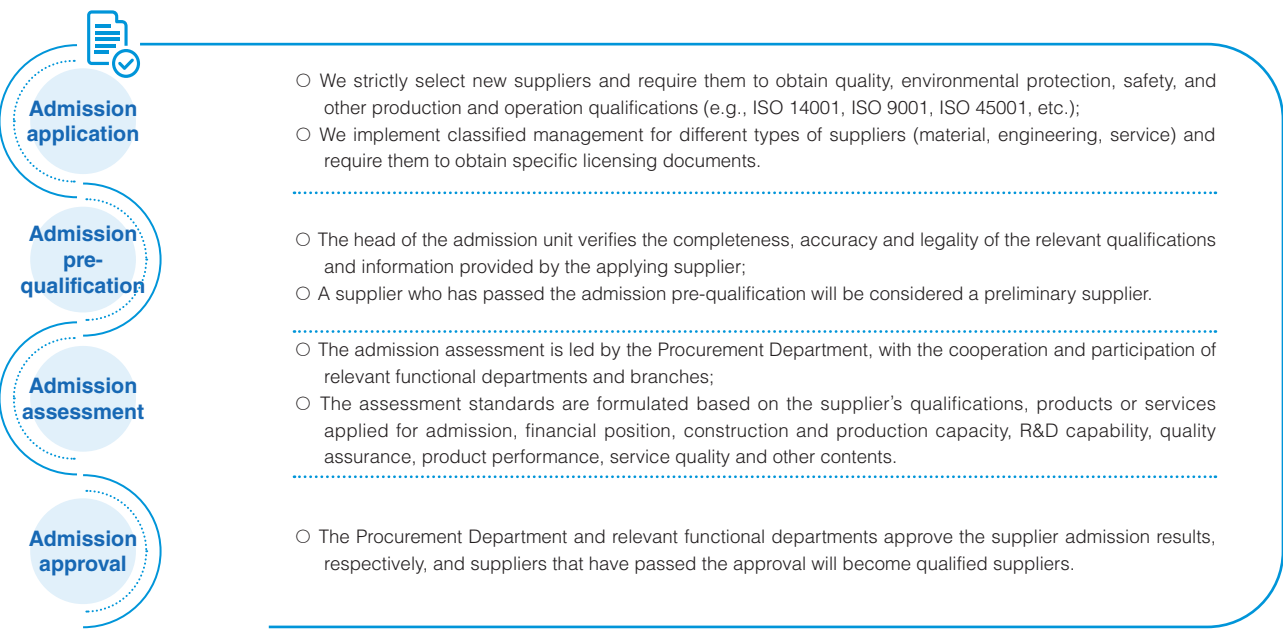 Admission
application
○ We strictly select new suppliers and require them to obtain quality, environmental protection, safety, and
other production and operation qualifications (e.g., ISO 14001, ISO 9001, ISO 45001, etc.);
○ We implement classified management for different types of suppliers (material, engineering, service) and
require them to obtain specific licensing documents.
Admission
pre-
qualification
○ The head of the admission unit verifies the completeness, accuracy and legality of the relevant qualifications
and information provided by the applying supplier;
○ A supplier who has passed the admission pre-qualification will be considered a preliminary supplier.
Admission
assessment
○ The admission assessment is led by the Procurement Department, with the cooperation and participation of
relevant functional departments and branches;
○ The assessment standards are formulated based on the supplier's qualifications, products or services
applied for admission, financial position, construction and production capacity, R&D capability, quality
assurance, product performance, service quality and other contents.
Admission
approval
○ The Procurement Department and relevant functional departments approve the supplier admission results,
respectively, and suppliers that have passed the approval will become qualified suppliers.